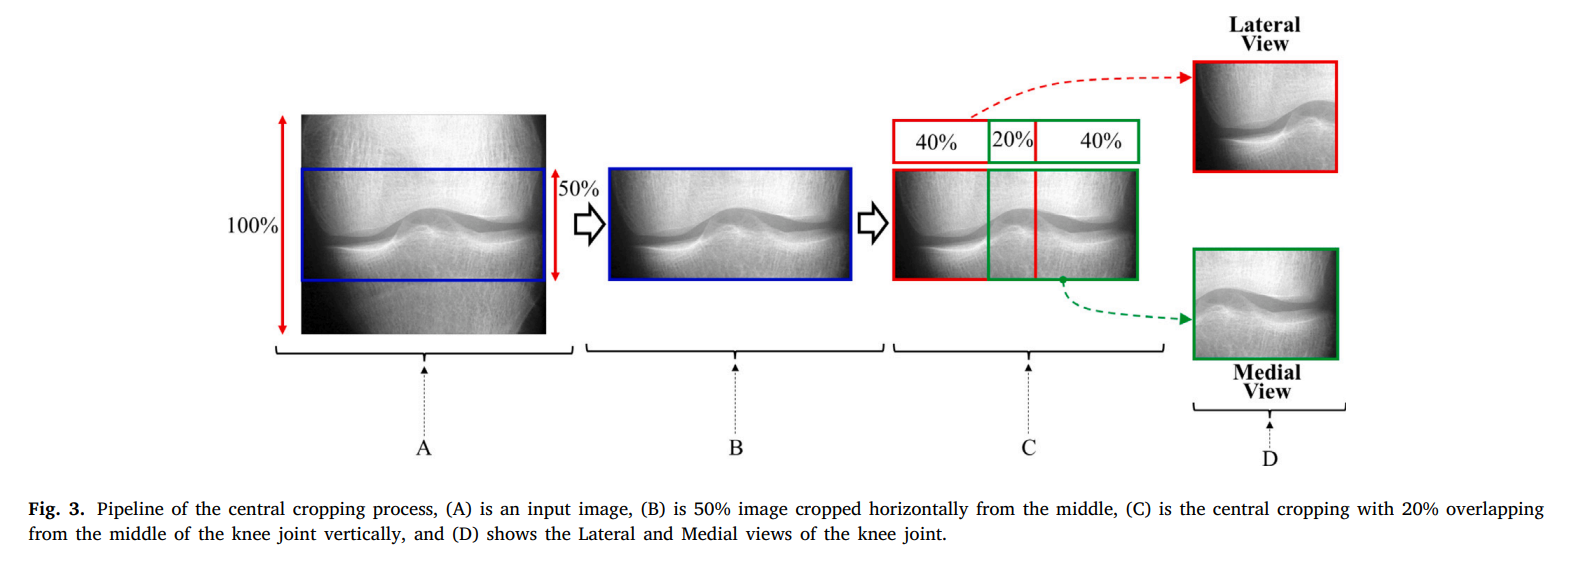 Lateral
View
40%
20%
40%
50%
100%
Medial
View
A
B
C
D
Fig. 3. Pipeline of the central cropping process, (A) is an input image, (B) is 50% image cropped horizontally from the middle, (C) is the central cropping with 20% overlapping
from the middle of the knee joint vertically, and (D) shows the Lateral and Medial views of the knee joint.